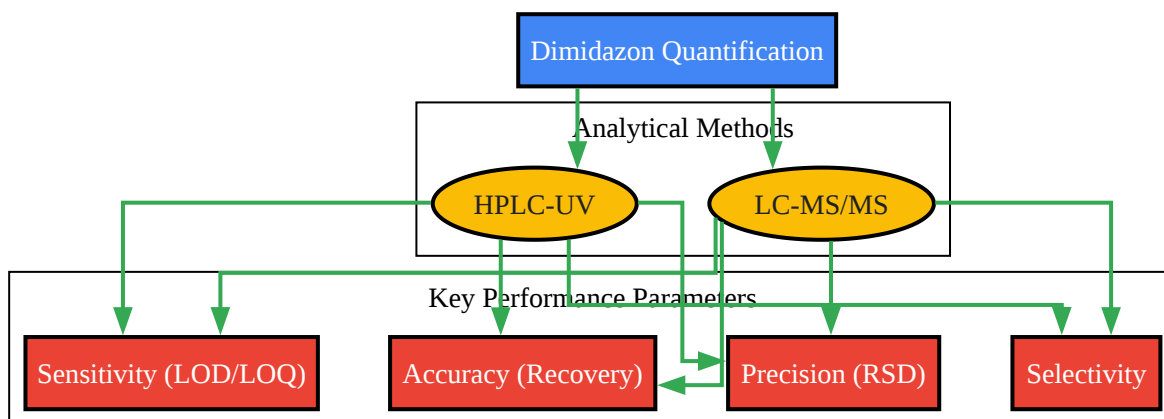 Dimidazon Quantification
Analytical Methods
HPLC-UV
LC-MS/MS
Key Performance Parameters
Sensitivity (LOD/LOQ)
Accuracy (Recovery)
Precision (RSD)
Selectivity